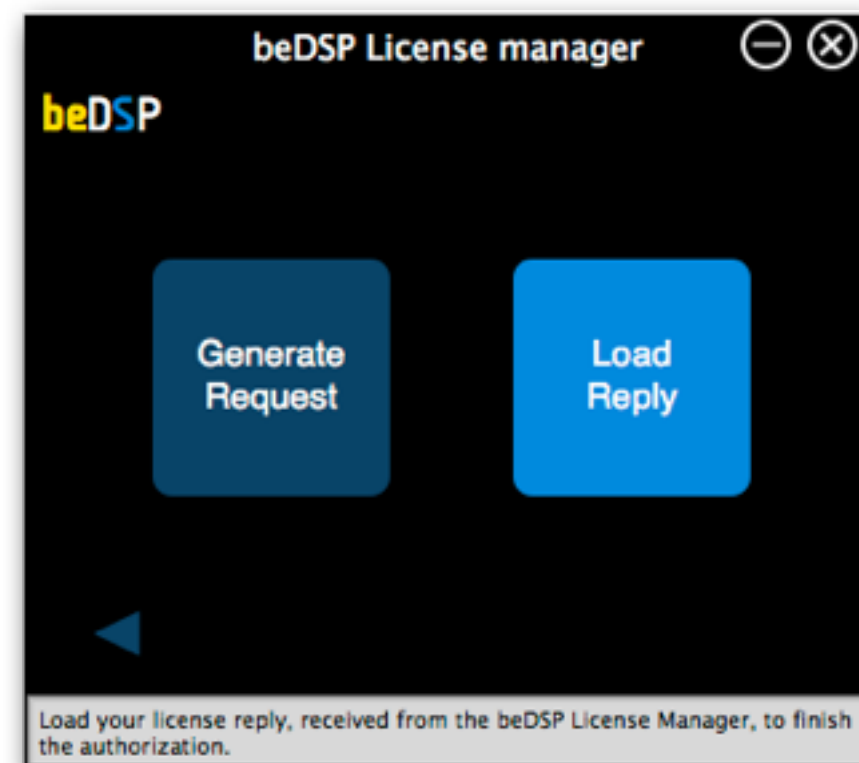 beDSP License manager
beDSP
Generate
Request
Load
Reply
Load your license reply, received from the beDSP License Manager, to finish
the authorization.